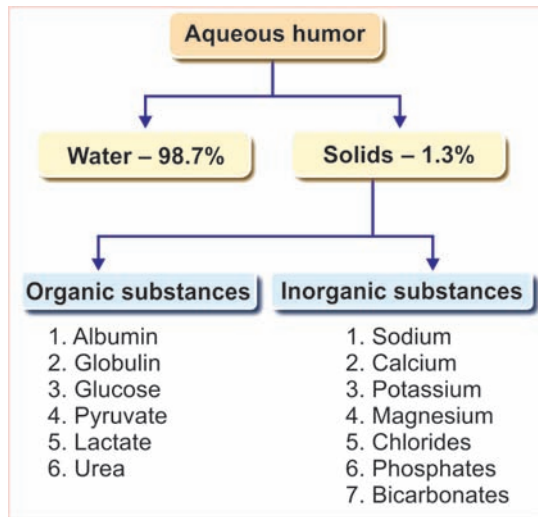 Aqueous humor
Water – 98.7%
Solids – 1.3%
Organic substances
1. Albumin
2. Globulin
3. Glucose
4. Pyruvate
5. Lactate
6. Urea
Inorganic substances
1. Sodium
2. Calcium
3. Potassium
4. Magnesium
5. Chlorides
6. Phosphates
7. Bicarbonates